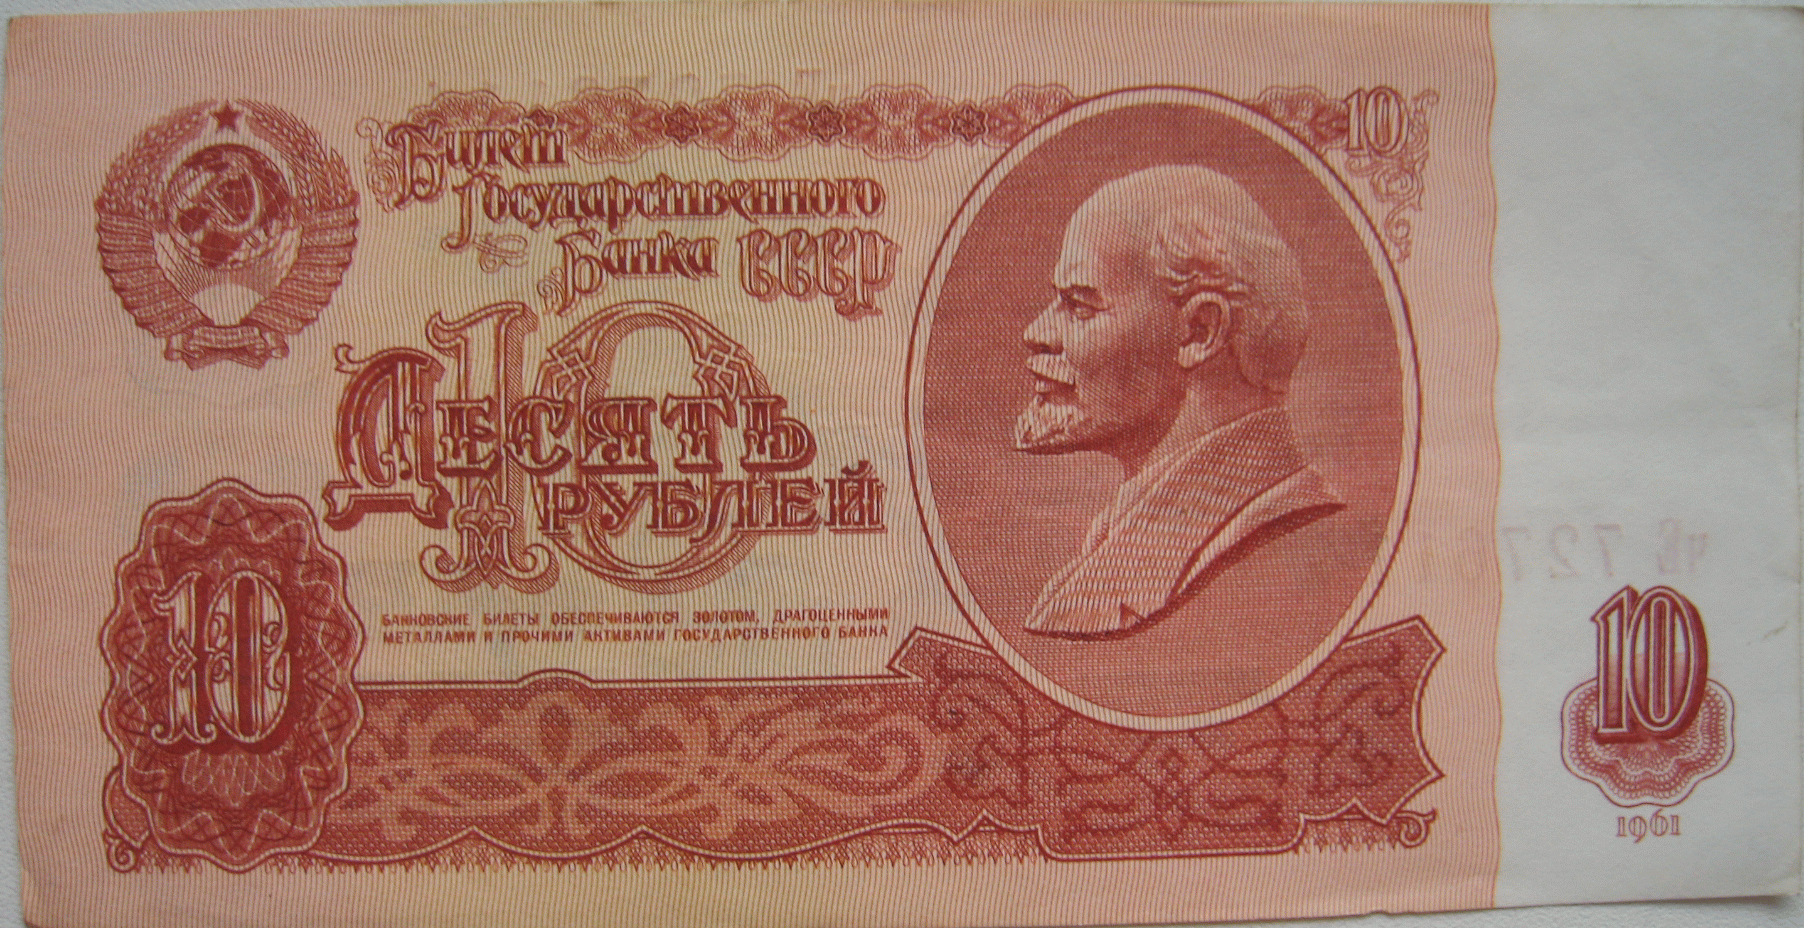 Билет
Государственного
Банка СССР
10
10
Десять
рублей
БАНКОВСКИЕ БИЛЕТЫ ОБЕСПЕЧИВАЮТСЯ ЗОЛОТОМ, ДРАГОЦЕННЫМИ
МЕТАЛЛАМИ И ПРОЧИМИ АКТИВАМИ ГОСУДАРСТВЕННОГО БАНКА
10
10
1961